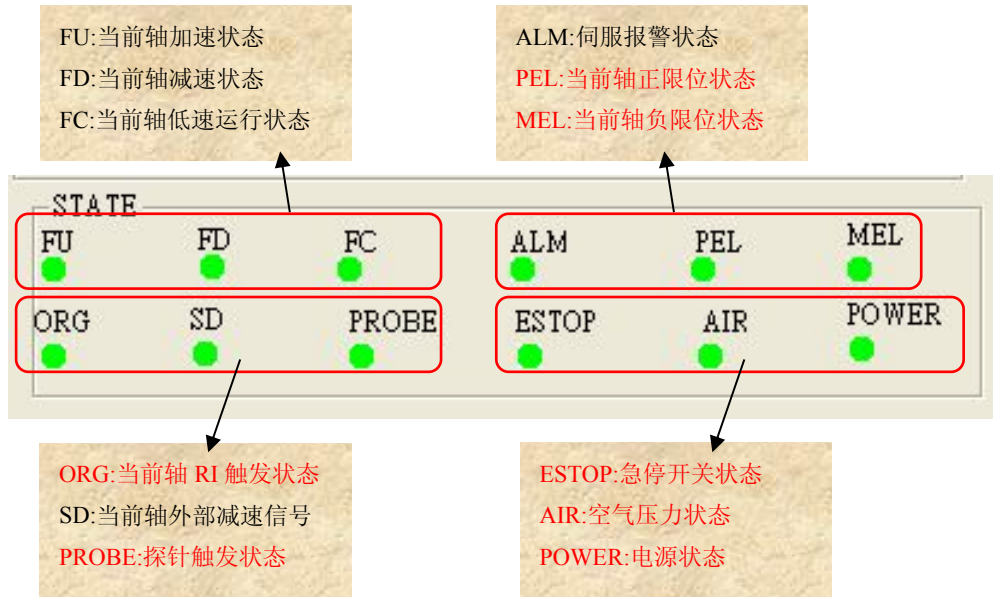 FU:当前轴加速状态
FD:当前轴减速状态
FC:当前轴低速运行状态
ALM:伺服报警状态
PEL:当前轴正限位状态
MEL:当前轴负限位状态
STATE
FU FD FC ALM PEL MEL
ORG SD PROBE ESTOP AIR POWER
ORG:当前轴 RI 触发状态
SD:当前轴外部减速信号
PROBE:探针触发状态
ESTOP:急停开关状态
AIR:空气压力状态
POWER:电源状态